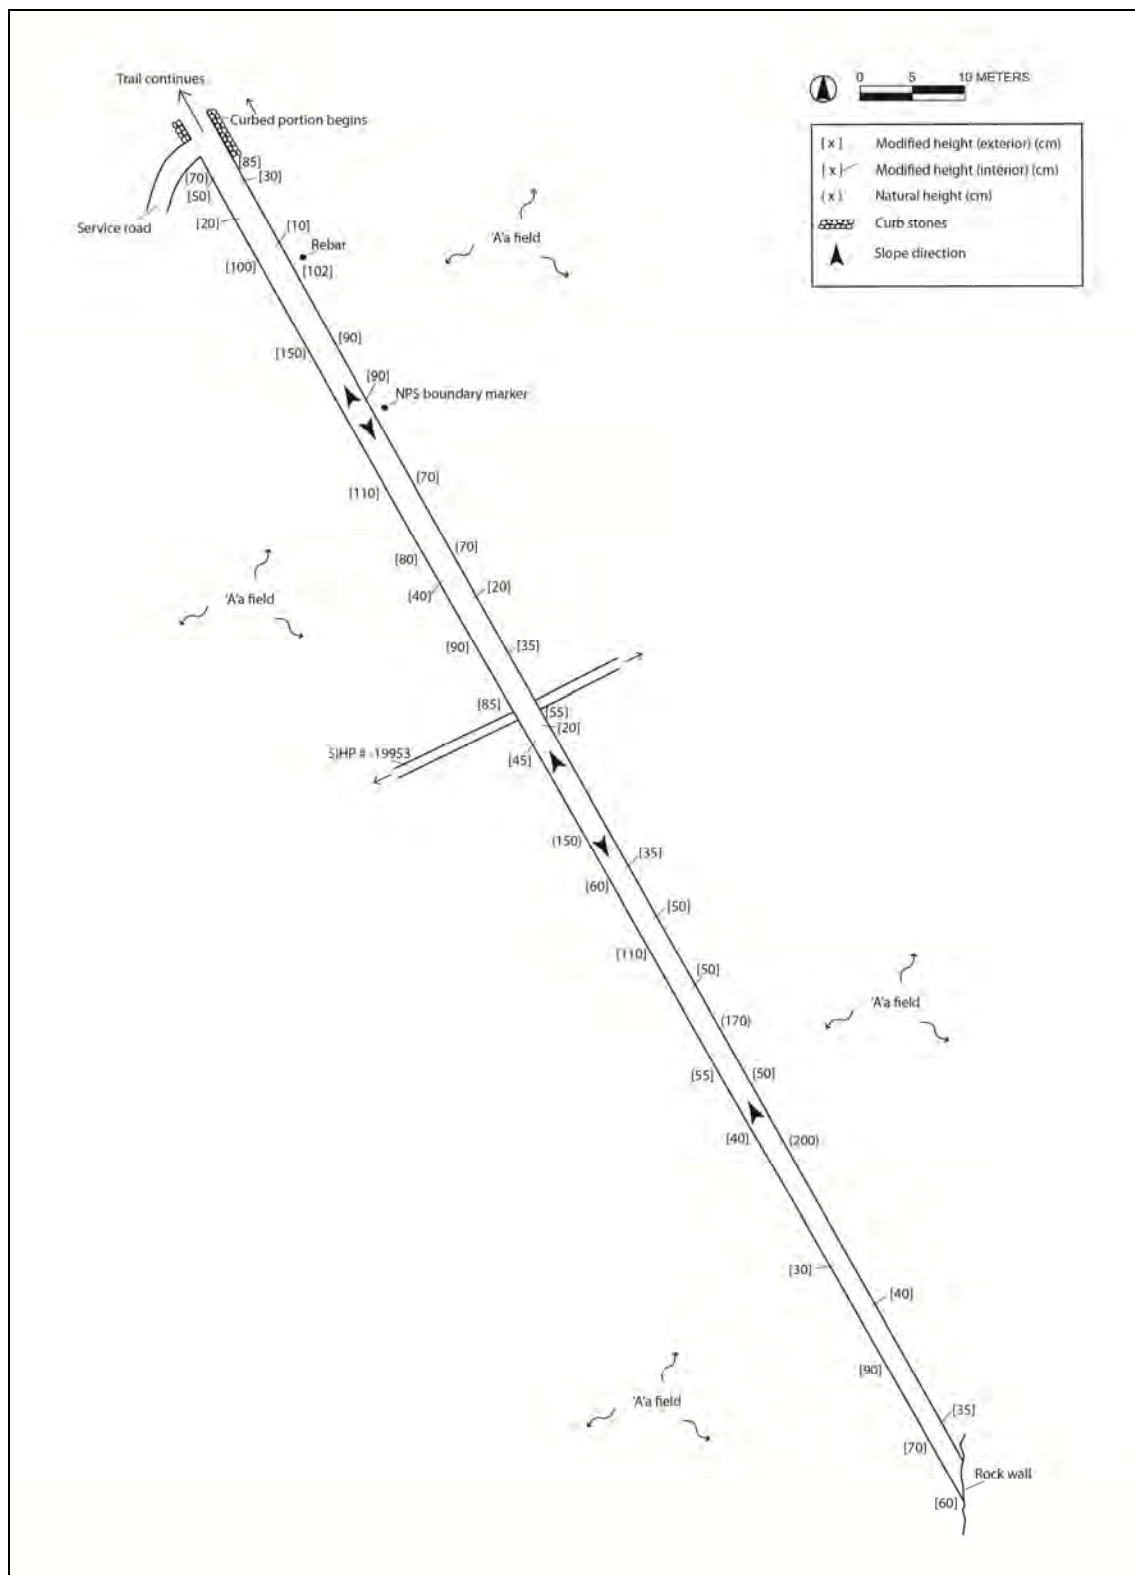 Trail continues
0 5 10 METERS
Curbed portion begins
[x] Modified height (exterior) (cm)
[x] Modified height (interior) (cm)
(x) Natural height (cm)
Curb stones
Slope direction
[85]
[30]
(70)
[50]
Service road
[20]
[10]
Rebar
'A'a field
[100]
[102]
[150]
[90]
[90]
NPS boundary marker
(70)
[110]
(70)
[80]
[20]
[40]
'A'a field
[90]
[35]
[85]
[55]
[20]
SIHP # -19953
[45]
(150)
[35]
(60)
[50]
[110]
[50]
'A'a field
(170)
[55]
[50]
[40]
(200)
[30]
[40]
[90]
'A'a field
[35]
[70]
Rock wall
[60]